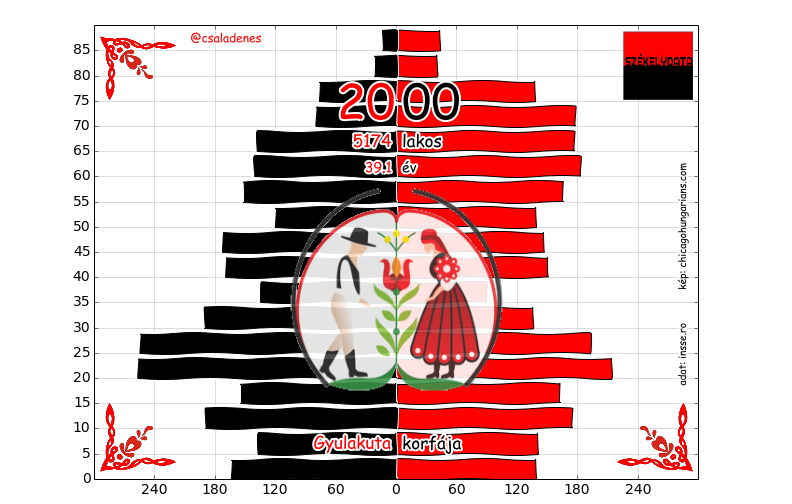 @csaladenes
SZÉKELYDATA
2000
5174 lakos
39.1 év
kép: chicagohungarians.com
adat: insse.ro
Gyulakuta korfája
85
80
75
70
65
60
55
50
45
40
35
30
25
20
15
10
5
0
240 180 120 60 0 60 120 180 240